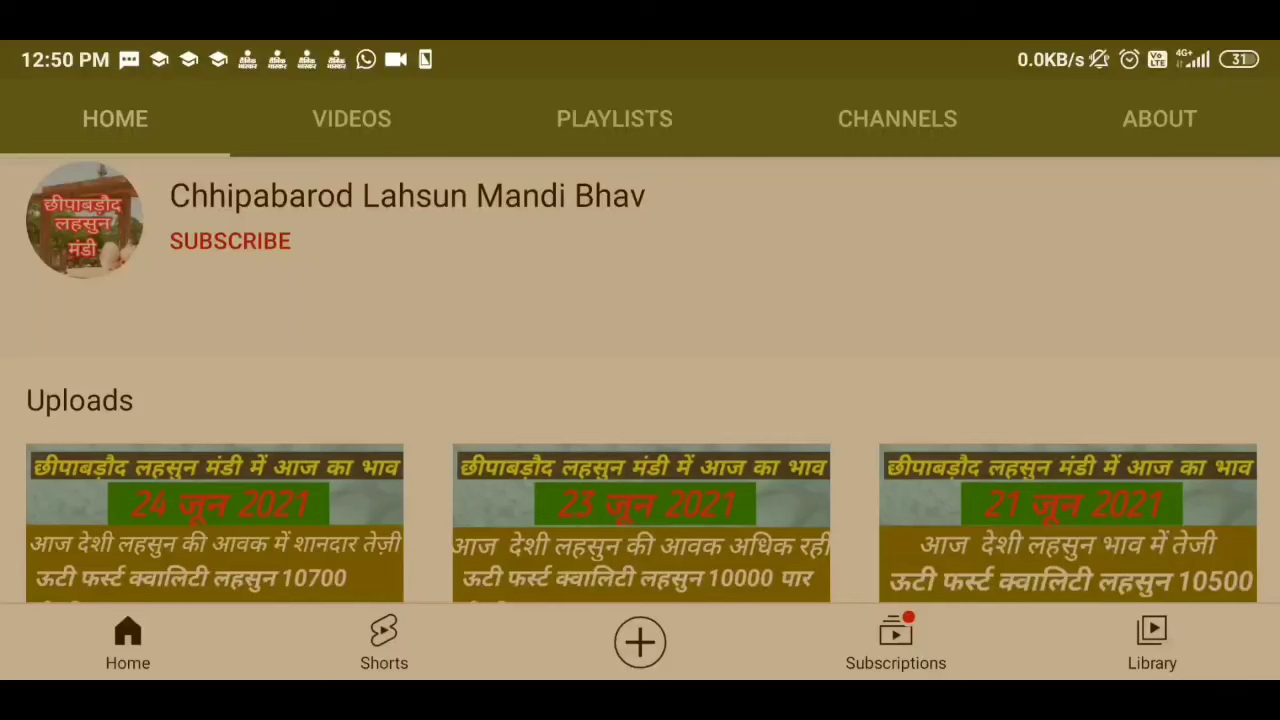 12:50 PM
0.0KB/s 4G+ 31
HOME VIDEOS PLAYLISTS CHANNELS ABOUT
छीपाबड़ौद
लहसुन
मंडी
Chhipabarod Lahsun Mandi Bhav
SUBSCRIBE
Uploads
छीपाबड़ौद लहसुन मंडी में आज का भाव
24 जून 2021
आज देशी लहसुन की आवक में शानदार तेज़ी
ऊटी फर्स्ट क्वालिटी लहसुन 10700
छीपाबड़ौद लहसुन मंडी में आज का भाव
23 जून 2021
आज देशी लहसुन की आवक अधिक रही
ऊटी फर्स्ट क्वालिटी लहसुन 10000 पार
छीपाबड़ौद लहसुन मंडी में आज का भाव
21 जून 2021
आज देशी लहसुन भाव में तेजी
ऊटी फर्स्ट क्वालिटी लहसुन 10500
Home Shorts Subscriptions Library